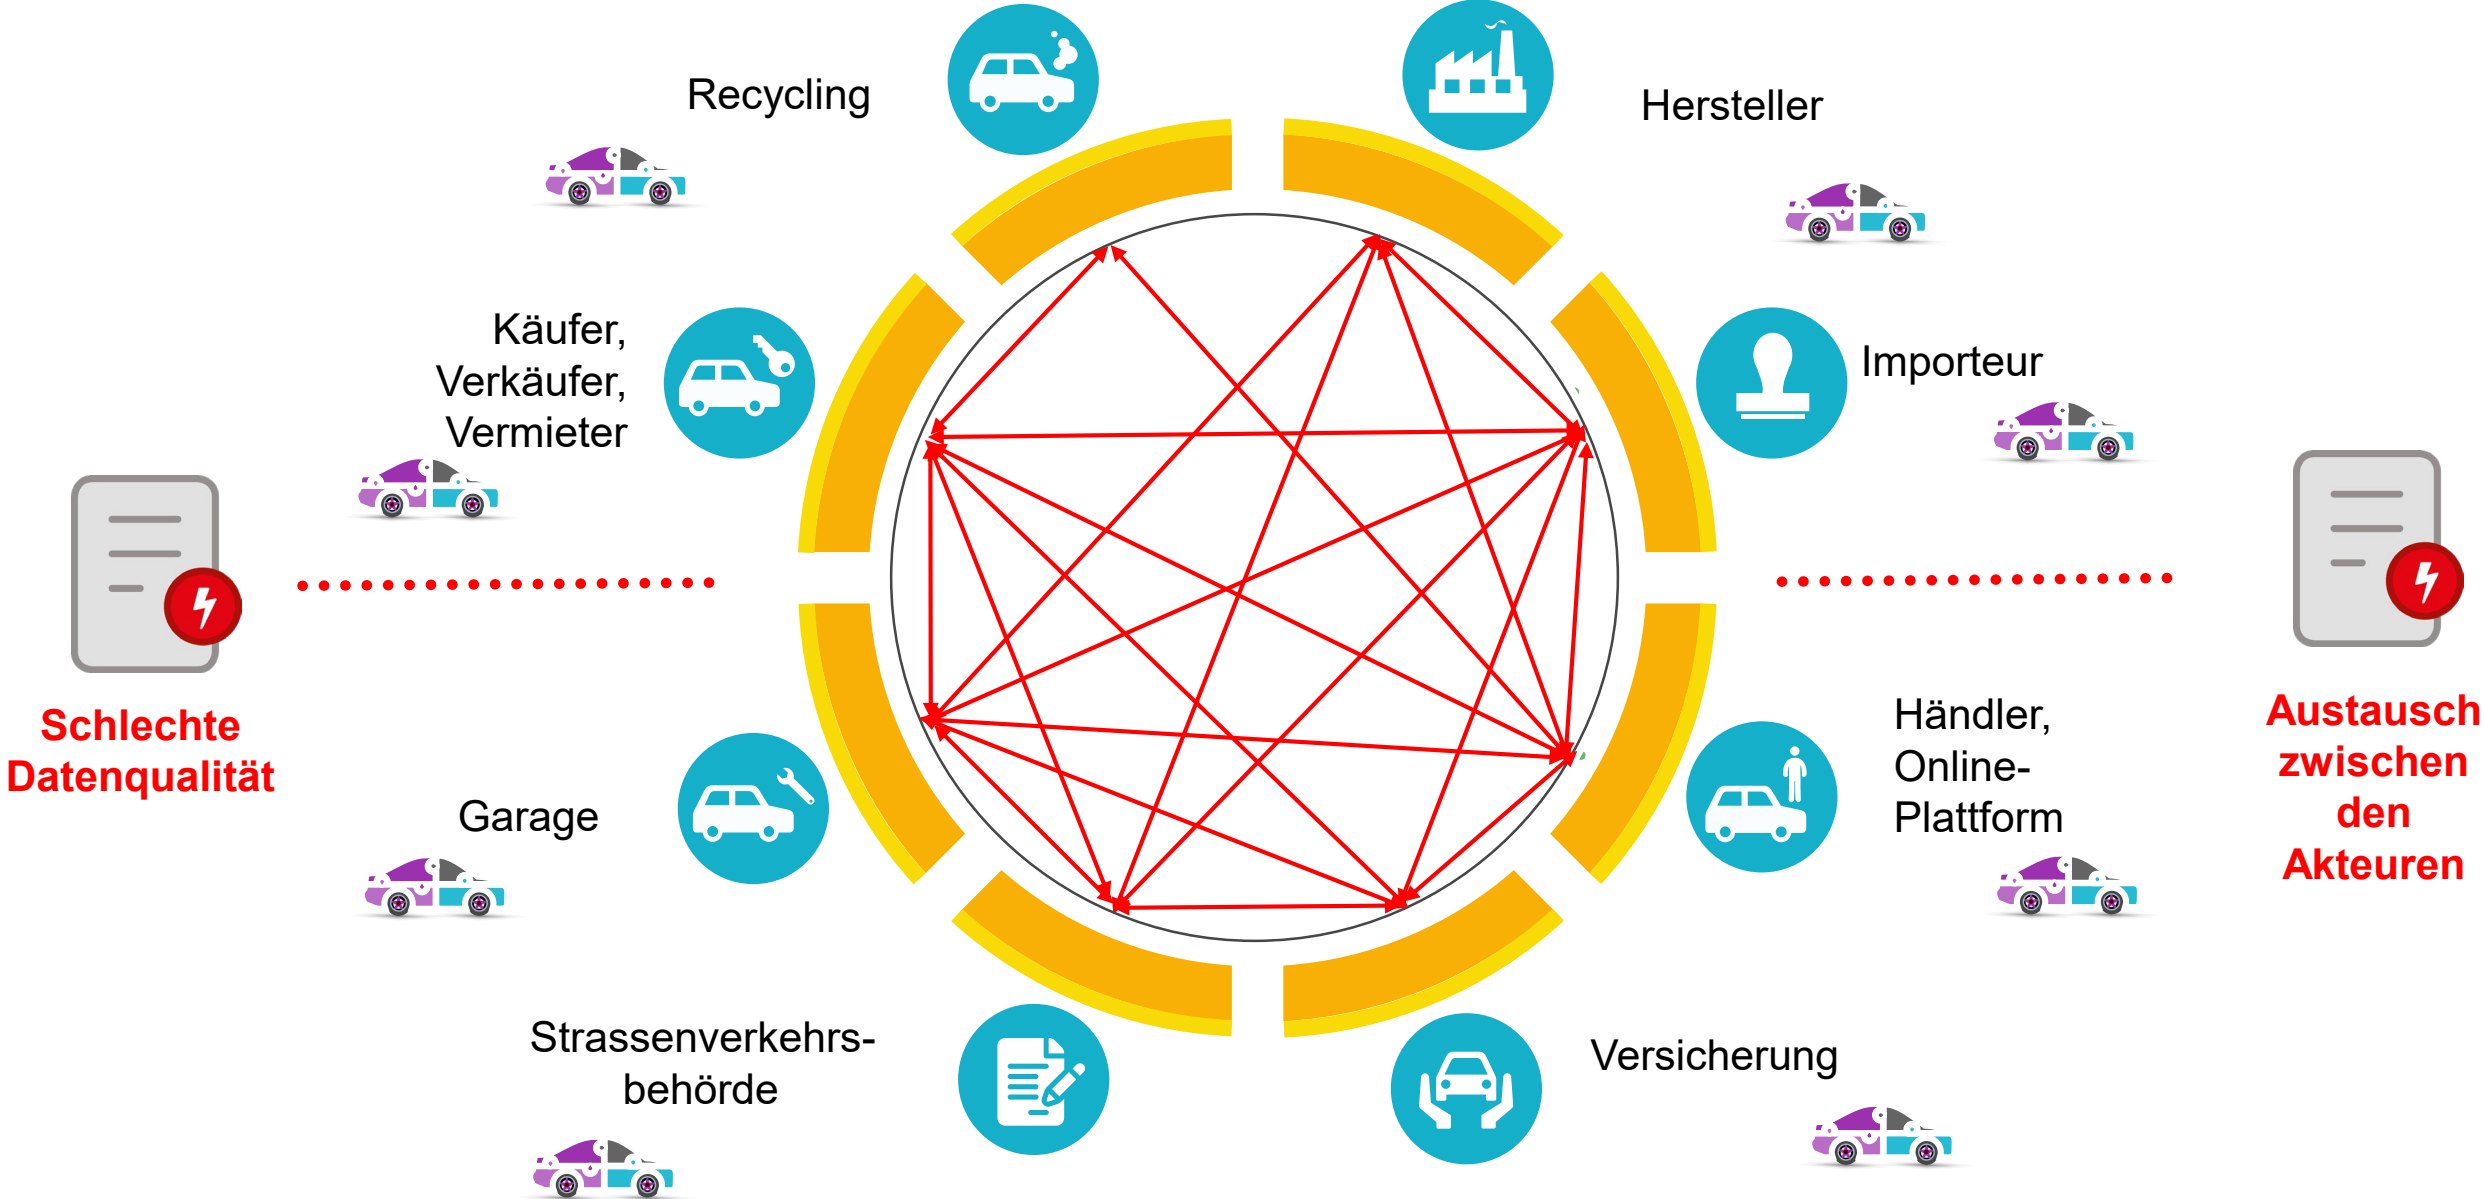 Recycling
Hersteller
Käufer,
Verkäufer,
Vermieter
Importeur
Schlechte
Datenqualität
Austausch
zwischen
den
Akteuren
Händler,
Online-
Plattform
Garage
Strassenverkehrs-
behörde
Versicherung